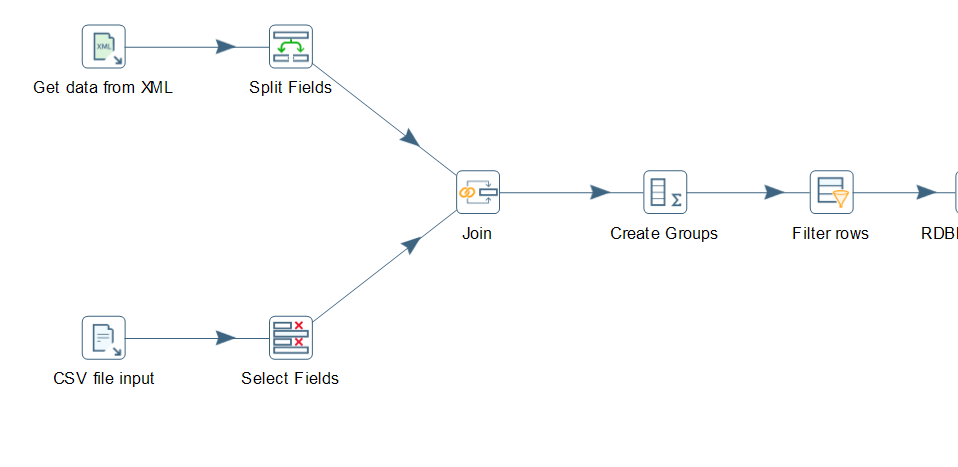 XML
Get data from XML
Split Fields
Join
Create Groups
Filter rows
CSV file input
Select Fields